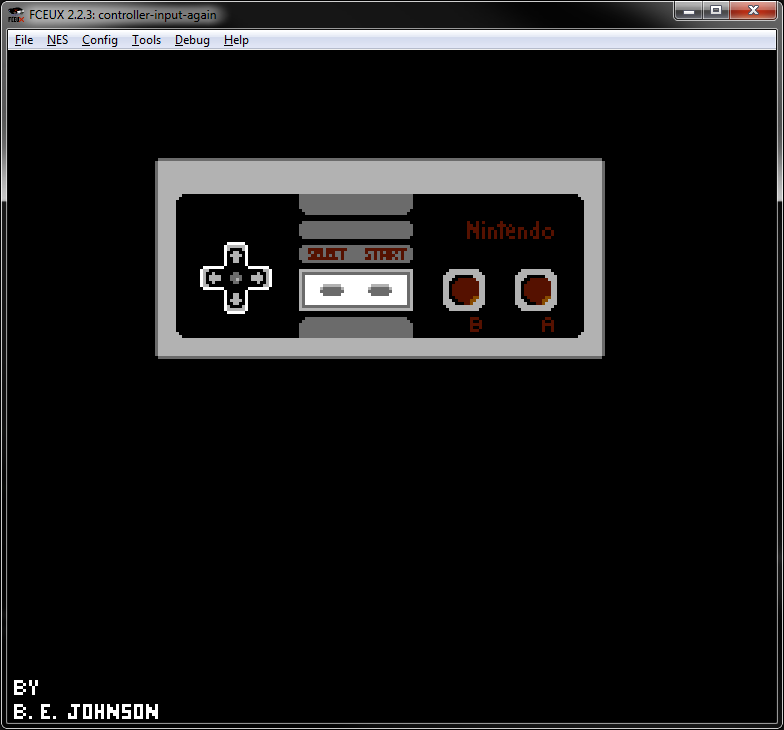 FCEUX 2.2.3: controller-input-again
File NES Config Tools Debug Help
Nintendo
SELECT START
B A
BY
B. E. JOHNSON